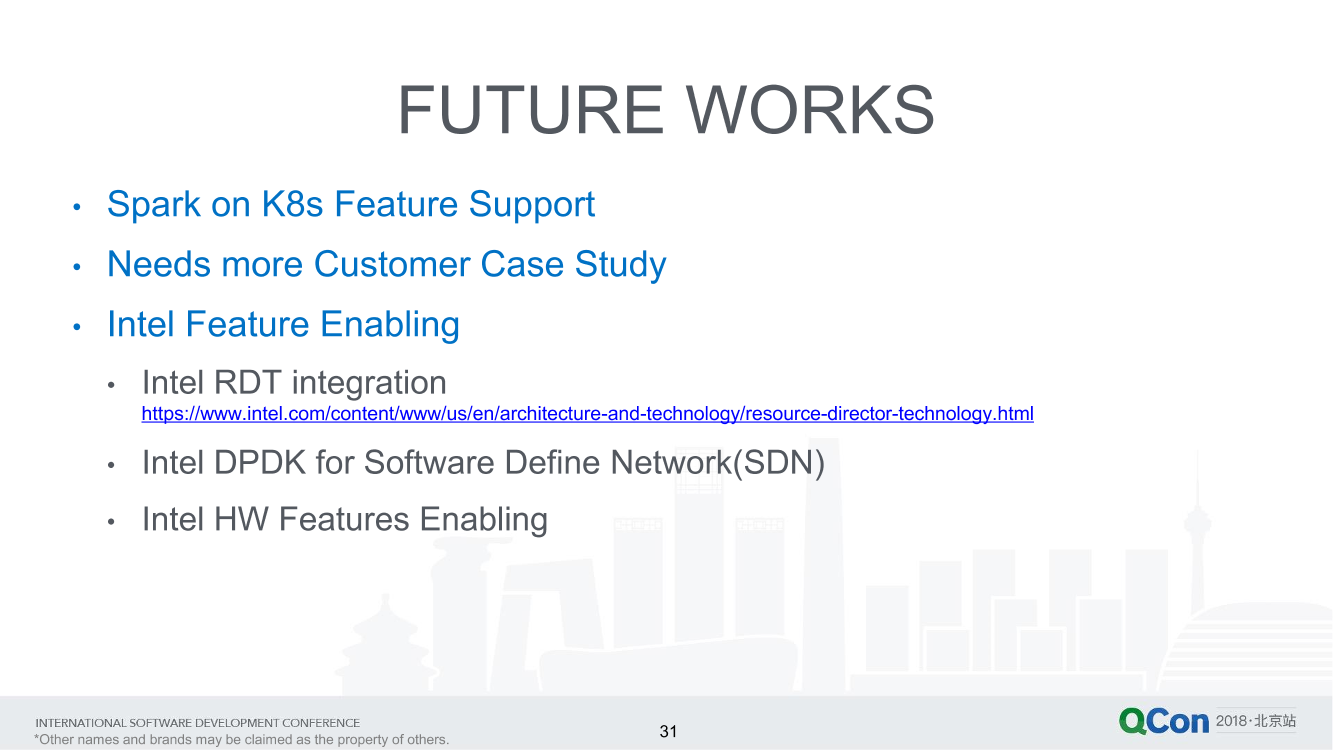 FUTURE WORKS
• Spark on K8s Feature Support
• Needs more Customer Case Study
• Intel Feature Enabling
• Intel RDT integration
https://www.intel.com/content/www/us/en/architecture-and-technology/resource-director-technology.html
• Intel DPDK for Software Define Network(SDN)
• Intel HW Features Enabling
INTERNATIONAL SOFTWARE DEVELOPMENT CONFERENCE
*Other names and brands may be claimed as the property of others.
31
QCon 2018·北京站